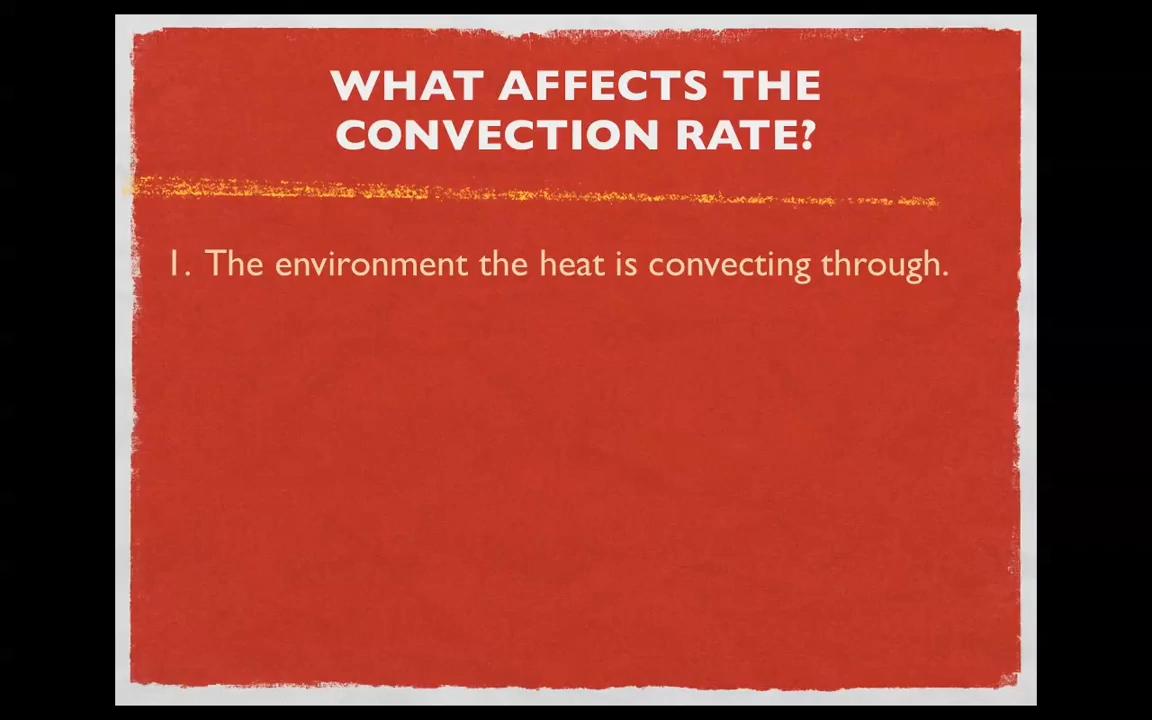 WHAT AFFECTS THE
CONVECTION RATE?
1. The environment the heat is convecting through.